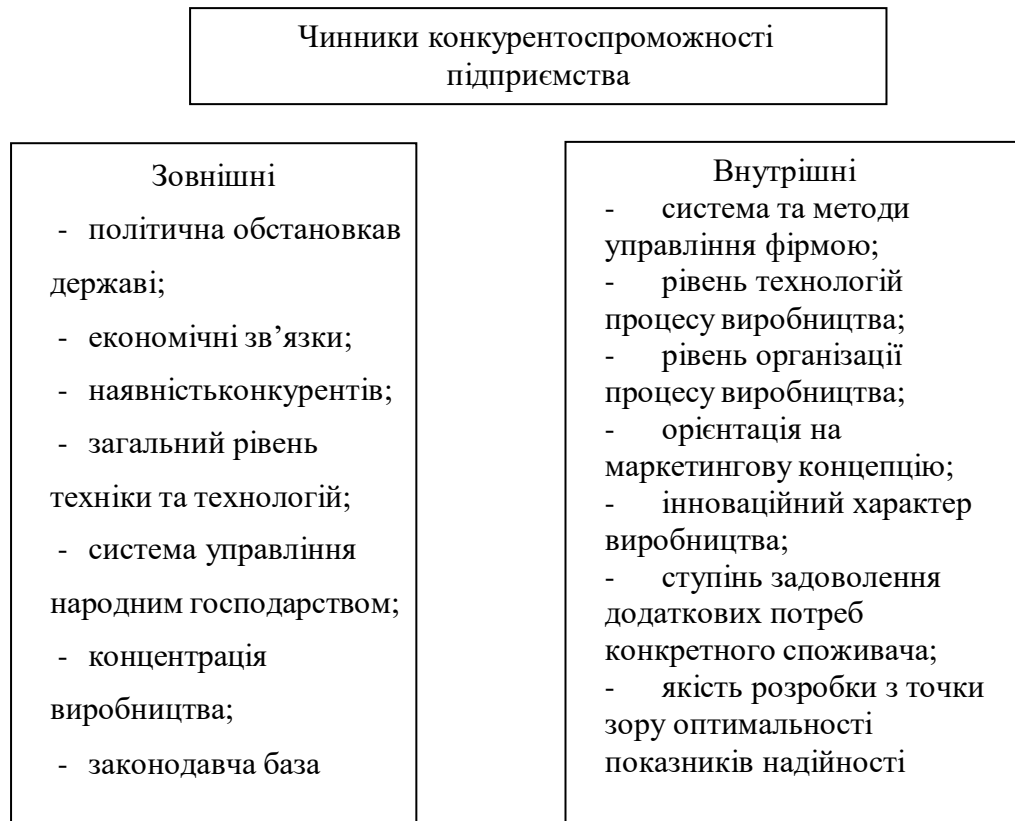 Чинники конкурентоспроможності
підприємства
Зовнішні
- політична обстановкав
державі;
- економічні зв’язки;
- наявністьконкурентів;
- загальний рівень
техніки та технологій;
- система управління
народним господарством;
- концентрація
виробництва;
- законодавча база
Внутрішні
- система та методи
управління фірмою;
- рівень технологій
процесу виробництва;
- рівень організації
процесу виробництва;
- орієнтація на
маркетингову концепцію;
- інноваційний характер
виробництва;
- ступінь задоволення
додаткових потреб
конкретного споживача;
- якість розробки з точки
зору оптимальності
показників надійності